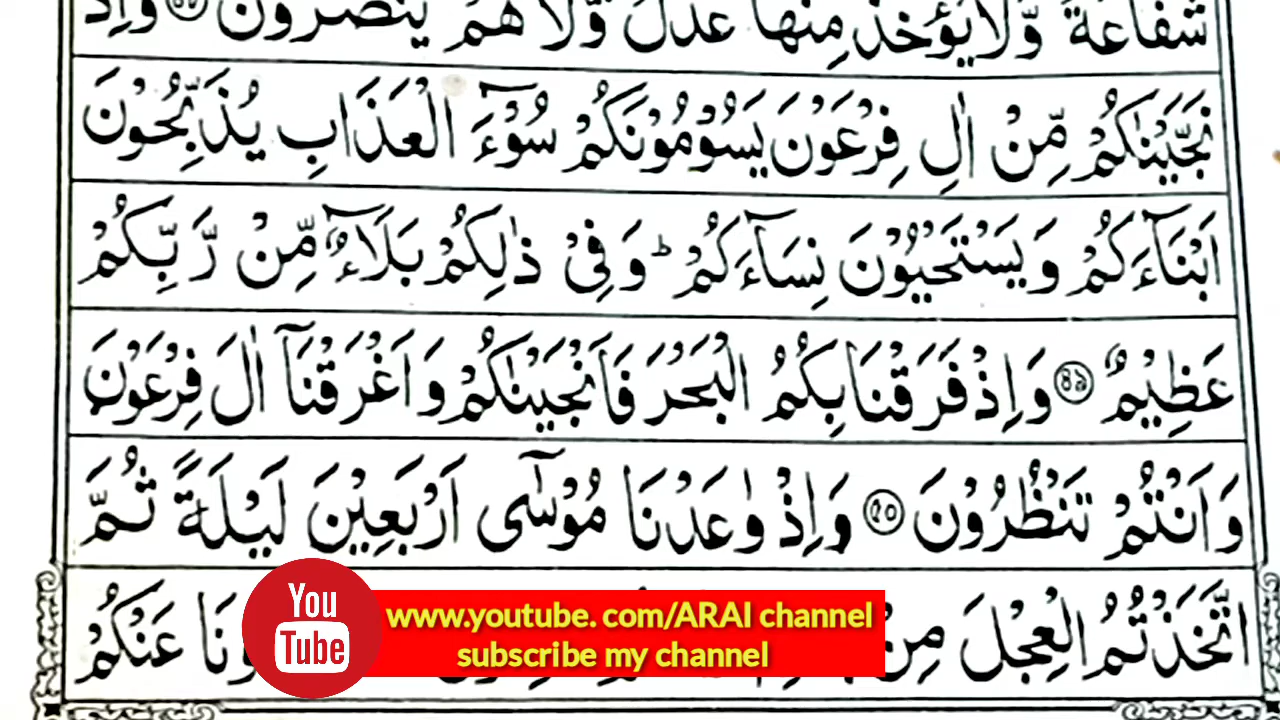 شَفَاعَةٌ وَّلَا يُؤْخَذُ مِنْهَا عَدْلٌ وَّلَا هُمْ يُنْصَرُوْنَ ﴿۴۸﴾ وَاِذْ
نَجَّيْنٰكُمْ مِّنْ اٰلِ فِرْعَوْنَ يَسُوْمُوْنَكُمْ سُوْٓءَ الْعَذَابِ يُذَبِّحُوْنَ
اَبْنَآءَكُمْ وَيَسْتَحْيُوْنَ نِسَآءَكُمْ ؕ وَفِىْ ذٰلِكُمْ بَلَآءٌ مِّنْ رَّبِّكُمْ
عَظِيْمٌ ﴿۴۹﴾ وَاِذْ فَرَقْنَا بِكُمُ الْبَحْرَ فَاَنْجَيْنٰكُمْ وَاَغْرَقْنَآ اٰلَ فِرْعَوْنَ
وَاَنْتُمْ تَنْظُرُوْنَ ﴿۵۰﴾ وَاِذْ وٰعَدْنَا مُوْسٰٓى اَرْبَعِيْنَ لَيْلَةً ثُمَّ
اتَّخَذْتُمُ الْعِجْلَ مِنْ عَنْكُمْ
You Tube
www.youtube. com/ARAI channel
subscribe my channel